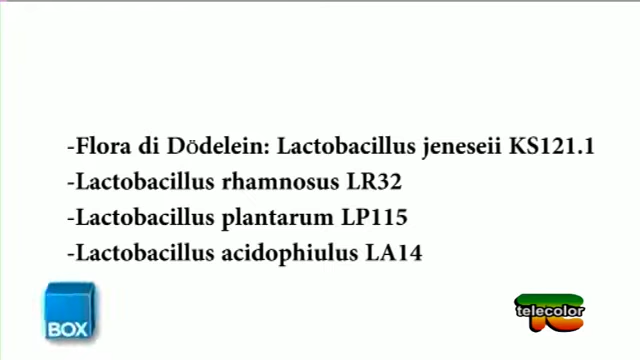 -Flora di Dödelein: Lactobacillus jeneseii KS121.1
-Lactobacillus rhamnosus LR32
-Lactobacillus plantarum LP115
-Lactobacillus acidophiulus LA14
BOX
telecolor